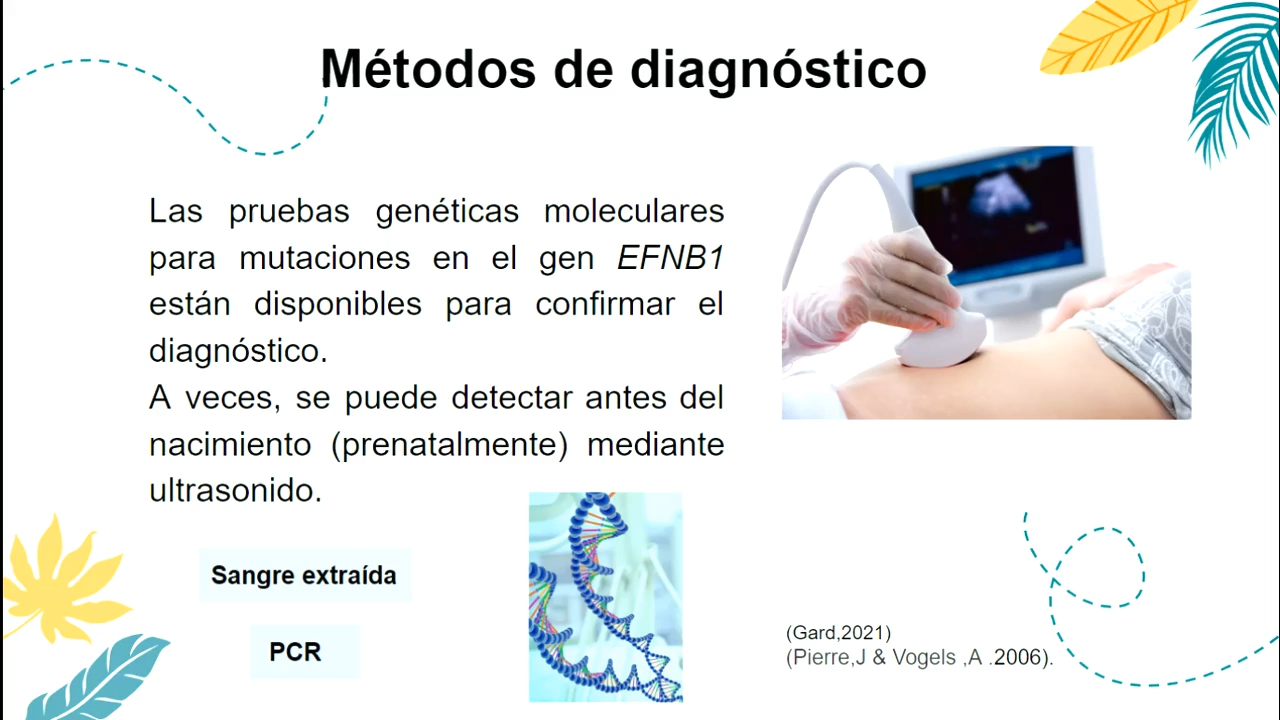 Métodos de diagnóstico
Las pruebas genéticas moleculares
para mutaciones en el gen EFNB1
están disponibles para confirmar el
diagnóstico.
A veces, se puede detectar antes del
nacimiento (prenatalmente) mediante
ultrasonido.
Sangre extraída
PCR
(Gard,2021)
(Pierre,J & Vogels ,A .2006).